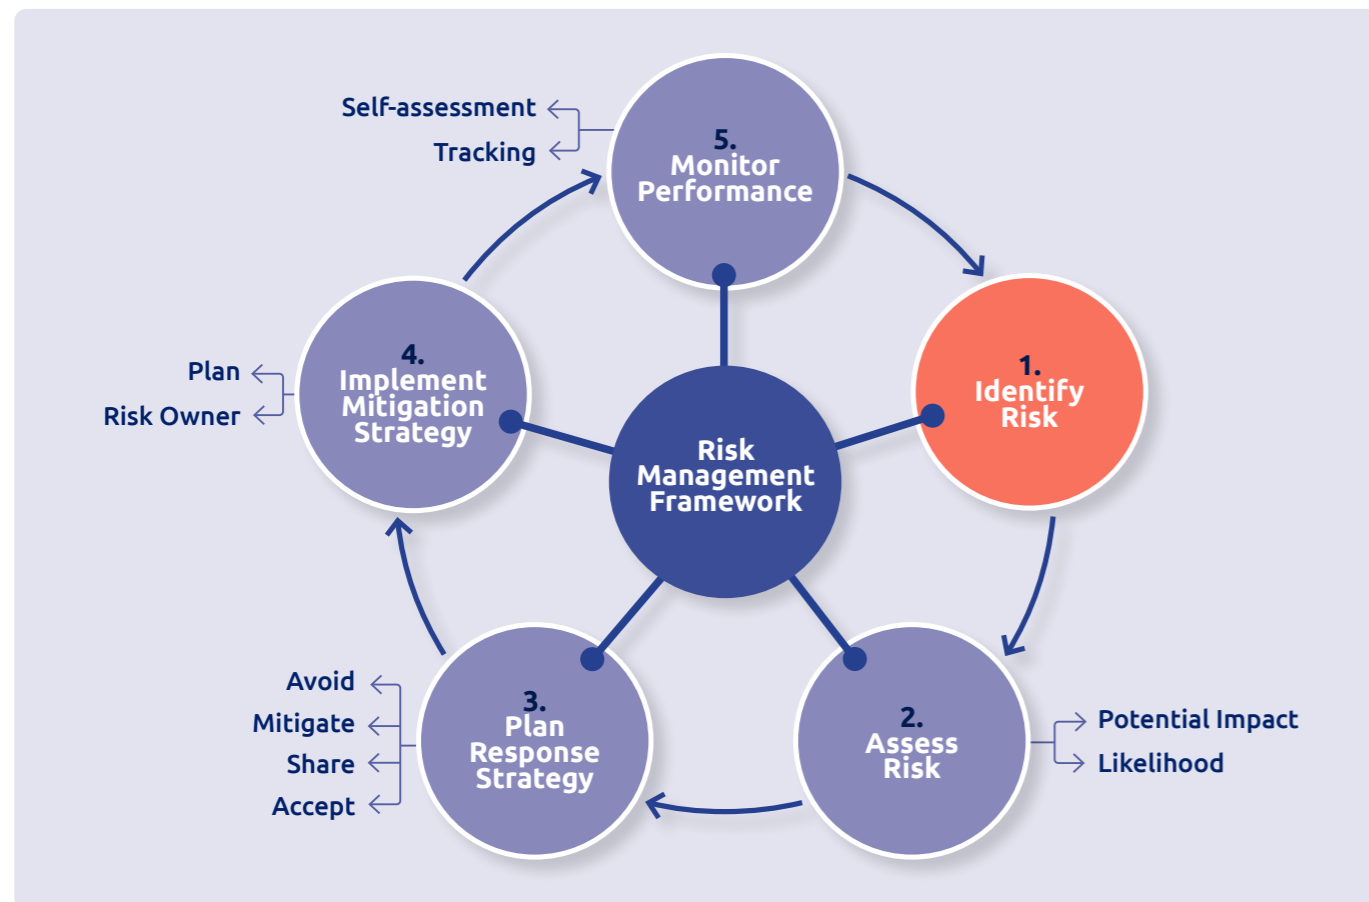 Self-assessment
Tracking
5.
Monitor
Performance
1.
Identify
Risk
4.
Implement
Mitigation
Strategy
Plan
Risk Owner
Risk
Management
Framework
3.
Plan
Response
Strategy
Avoid
Mitigate
Share
Accept
2.
Assess
Risk
Potential Impact
Likelihood